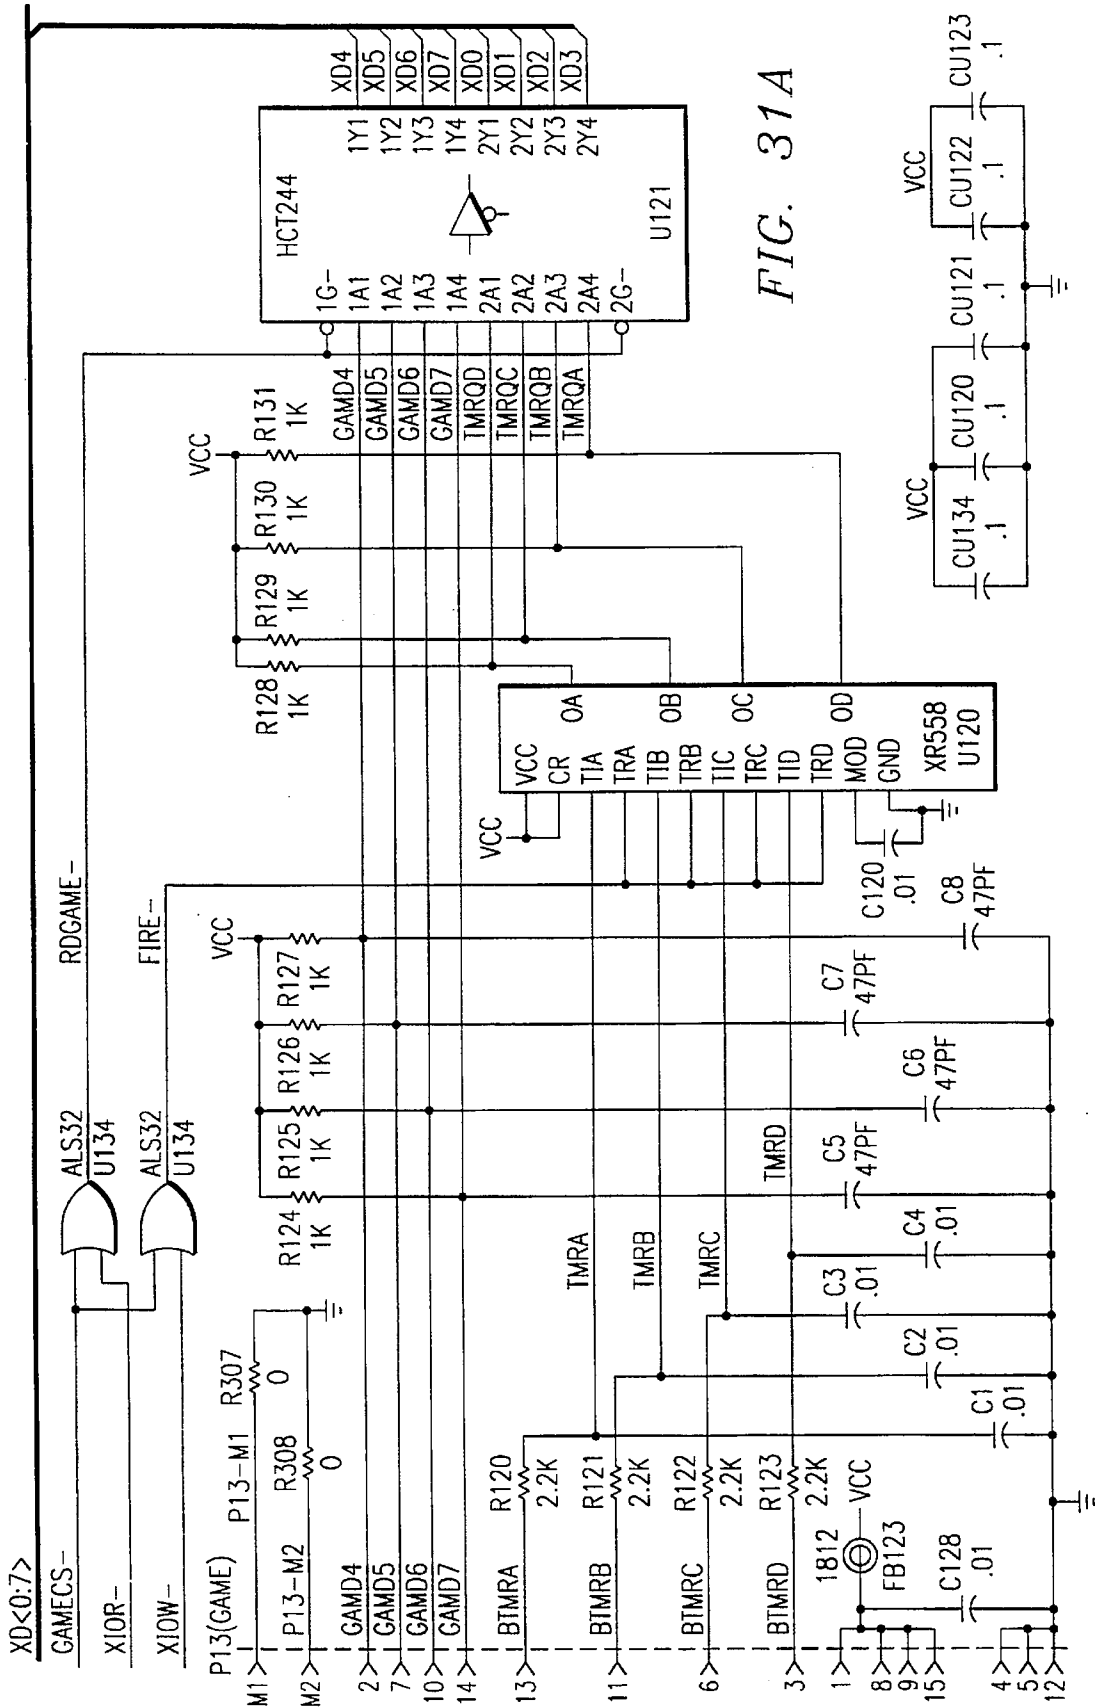 XD<0:7>
GAMECS-
XIOR-
XIOW-
ALS32
U134
ALS32
U134
RDGAME-
FIRE-
P13(GAME)
M1
P13-M1
R307
0
M2
P13-M2
R308
0
2
GAMD4
7
GAMD5
10
GAMD6
14
GAMD7
13
BTMRA
R120
2.2K
11
BTMRB
R121
2.2K
6
BTMRC
R122
2.2K
3
BTMRD
R123
2.2K
1
8
9
15
1812
VCC
FB123
C128
.01
4
5
12
R124
1K
R125
1K
R126
1K
R127
1K
VCC
TMRA
TMRB
TMRC
TMRD
C1
.01
C2
.01
C3
.01
C4
.01
C5
47PF
C6
47PF
C7
47PF
C8
47PF
C120
.01
VCC
VCC
CR
TIA
TRA
TIB
TRB
TIC
TRC
TID
TRD
MOD
GND
OA
OB
OC
OD
XR558
U120
R128
1K
R129
1K
R130
1K
R131
1K
VCC
GAMD4
GAMD5
GAMD6
GAMD7
TMRQD
TMRQC
TMRQB
TMRQA
HCT244
1G-
1A1
1A2
1A3
1A4
2A1
2A2
2A3
2A4
2G-
1Y1
1Y2
1Y3
1Y4
2Y1
2Y2
2Y3
2Y4
U121
XD4
XD5
XD6
XD7
XD0
XD1
XD2
XD3
VCC
CU134
.1
CU120
.1
CU121
.1
VCC
CU122
.1
CU123
.1
FIG. 31A